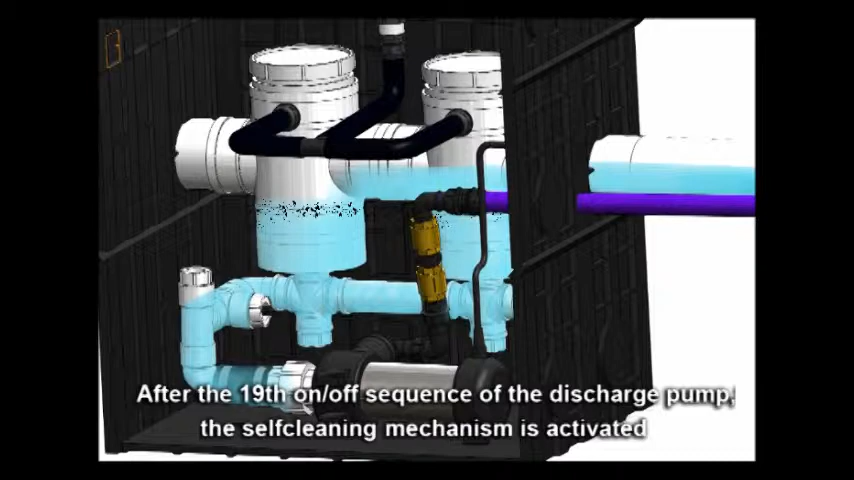 After the 19th on/off sequence of the discharge pump,
the selfcleaning mechanism is activated